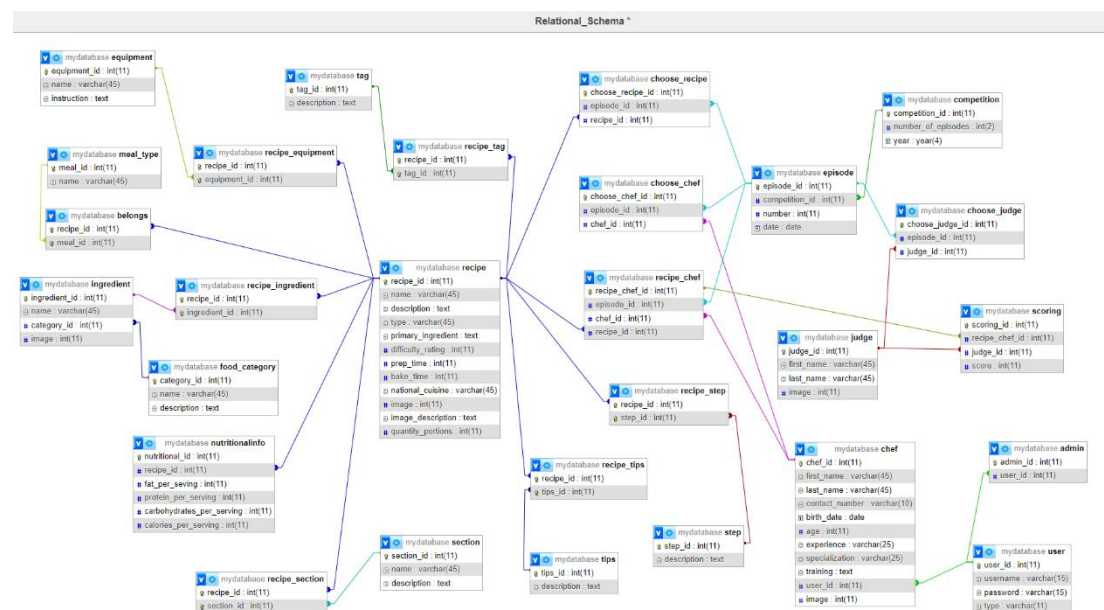 Relational_Schema *
mydatabase equipment
equipment_id : int(11)
name : varchar(45)
instruction : text
mydatabase tag
tag_id : int(11)
description : text
mydatabase choose_recipe
choose_recipe_id : int(11)
episode_id : int(11)
recipe_id : int(11)
mydatabase competition
competition_id : int(11)
number_of_episodes : int(2)
year : year(4)
mydatabase meal_type
meal_id : int(11)
name : varchar(45)
mydatabase recipe_equipment
recipe_id : int(11)
equipment_id : int(11)
mydatabase recipe_tag
recipe_id : int(11)
tag_id : int(11)
mydatabase choose_chef
choose_chef_id : int(11)
episode_id : int(11)
chef_id : int(11)
mydatabase episode
episode_id : int(11)
competition_id : int(11)
number : int(11)
date : date
mydatabase belongs
recipe_id : int(11)
meal_id : int(11)
mydatabase choose_judge
choose_judge_id : int(11)
episode_id : int(11)
judge_id : int(11)
mydatabase ingredient
ingredient_id : int(11)
name : varchar(45)
category_id : int(11)
image : int(11)
mydatabase recipe_ingredient
recipe_id : int(11)
ingredient_id : int(11)
mydatabase recipe
recipe_id : int(11)
name : varchar(45)
description : text
type : varchar(45)
primary_ingredient : text
difficulty_rating : int(11)
prep_time : int(11)
bake_time : int(11)
national_cuisine : varchar(45)
image : int(11)
image_description : text
quantity_portions : int(11)
mydatabase recipe_chef
recipe_chef_id : int(11)
episode_id : int(11)
chef_id : int(11)
recipe_id : int(11)
mydatabase scoring
scoring_id : int(11)
recipe_chef_id : int(11)
judge_id : int(11)
score : int(11)
mydatabase judge
judge_id : int(11)
first_name : varchar(45)
last_name : varchar(45)
image : int(11)
mydatabase food_category
category_id : int(11)
name : varchar(45)
description : text
mydatabase recipe_step
recipe_id : int(11)
step_id : int(11)
mydatabase nutritionalinfo
nutritional_id : int(11)
recipe_id : int(11)
fat_per_serving : int(11)
protein_per_serving : int(11)
carbohydrates_per_serving : int(11)
calories_per_serving : int(11)
mydatabase recipe_tips
recipe_id : int(11)
tips_id : int(11)
mydatabase chef
chef_id : int(11)
first_name : varchar(45)
last_name : varchar(45)
contact_number : varchar(10)
birth_date : date
age : int(11)
experience : varchar(25)
specialization : varchar(25)
training : text
user_id : int(11)
image : int(11)
mydatabase admin
admin_id : int(11)
user_id : int(11)
mydatabase section
section_id : int(11)
name : varchar(45)
description : text
mydatabase step
step_id : int(11)
description : text
mydatabase tips
tips_id : int(11)
description : text
mydatabase user
user_id : int(11)
username : varchar(15)
password : varchar(15)
type : varchar(11)
mydatabase recipe_section
recipe_id : int(11)
section_id : int(11)